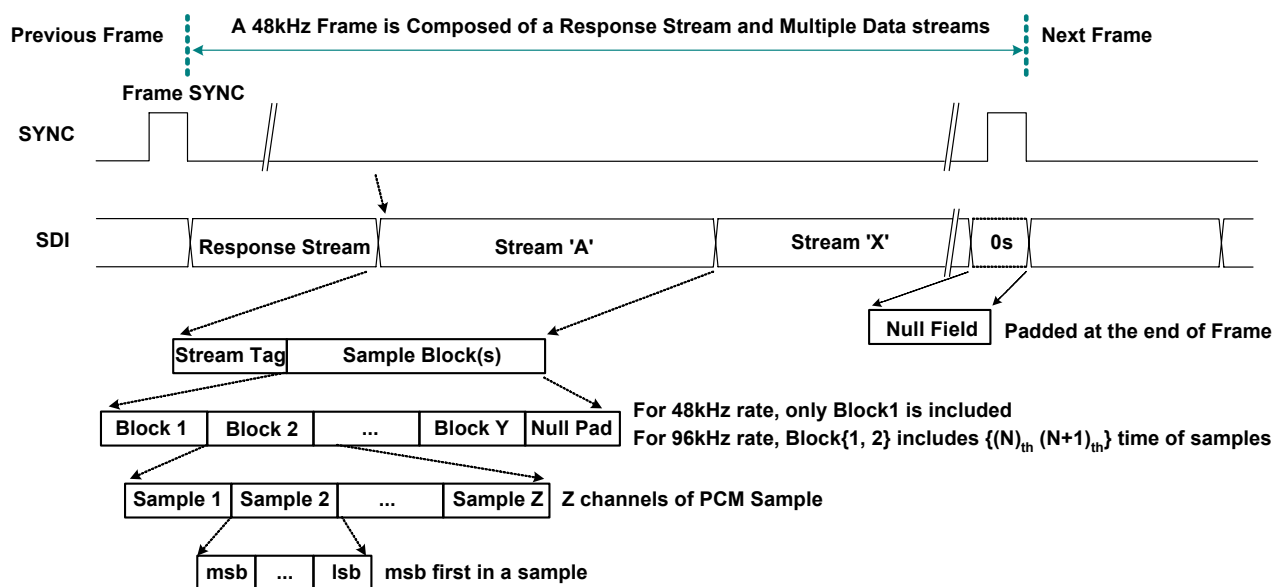 A 48kHz Frame is Composed of a Response Stream and Multiple Data streams
Previous Frame
Next Frame
Frame SYNC
SYNC
SDI
Response Stream
Stream 'A'
Stream 'X'
0s
Null Field
Padded at the end of Frame
Stream Tag
Sample Block(s)
Block 1
Block 2
...
Block Y
Null Pad
For 48kHz rate, only Block1 is included
For 96kHz rate, Block{1, 2} includes {(N)th (N+1)th} time of samples
Sample 1
Sample 2
...
Sample Z
Z channels of PCM Sample
msb
...
lsb
msb first in a sample